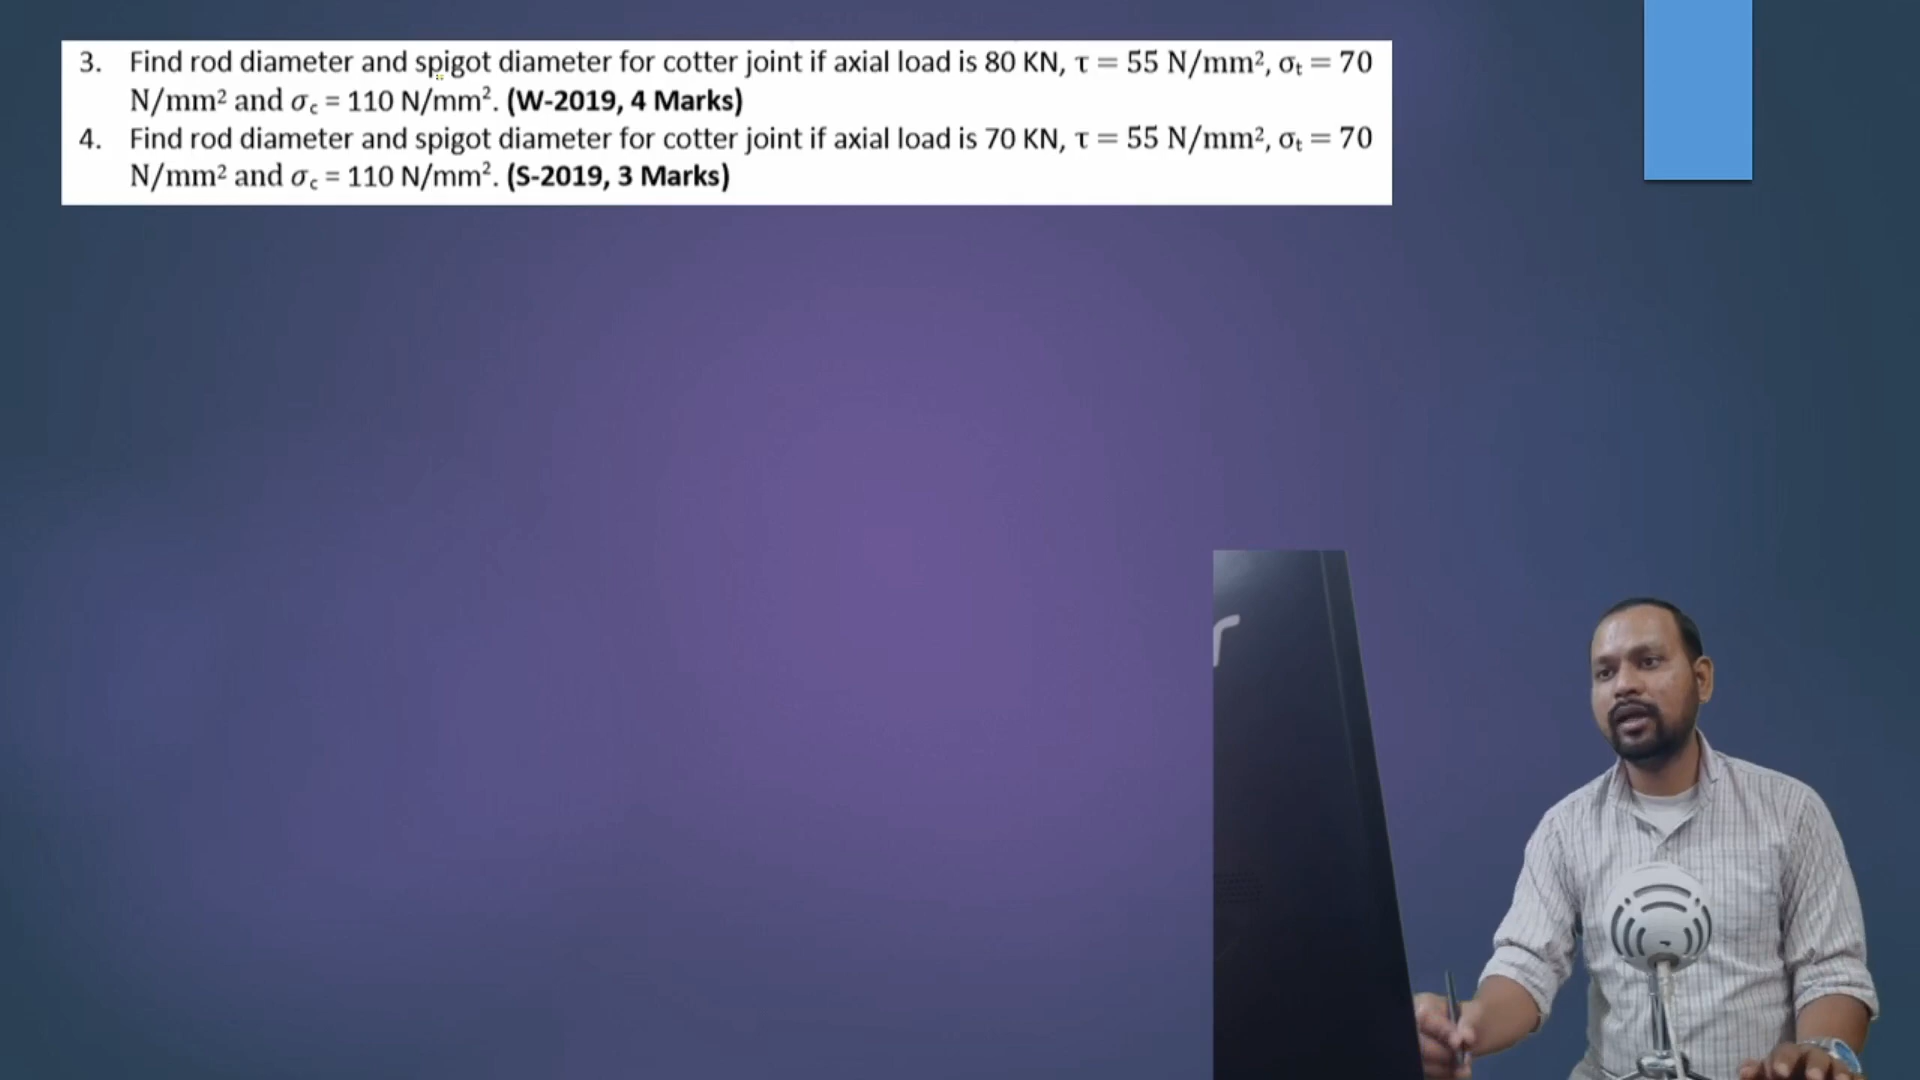 3. Find rod diameter and spigot diameter for cotter joint if axial load is 80 KN, τ = 55 N/mm², σₜ = 70
N/mm² and σ꜀ = 110 N/mm². (W-2019, 4 Marks)
4. Find rod diameter and spigot diameter for cotter joint if axial load is 70 KN, τ = 55 N/mm², σₜ = 70
N/mm² and σ꜀ = 110 N/mm². (S-2019, 3 Marks)
r